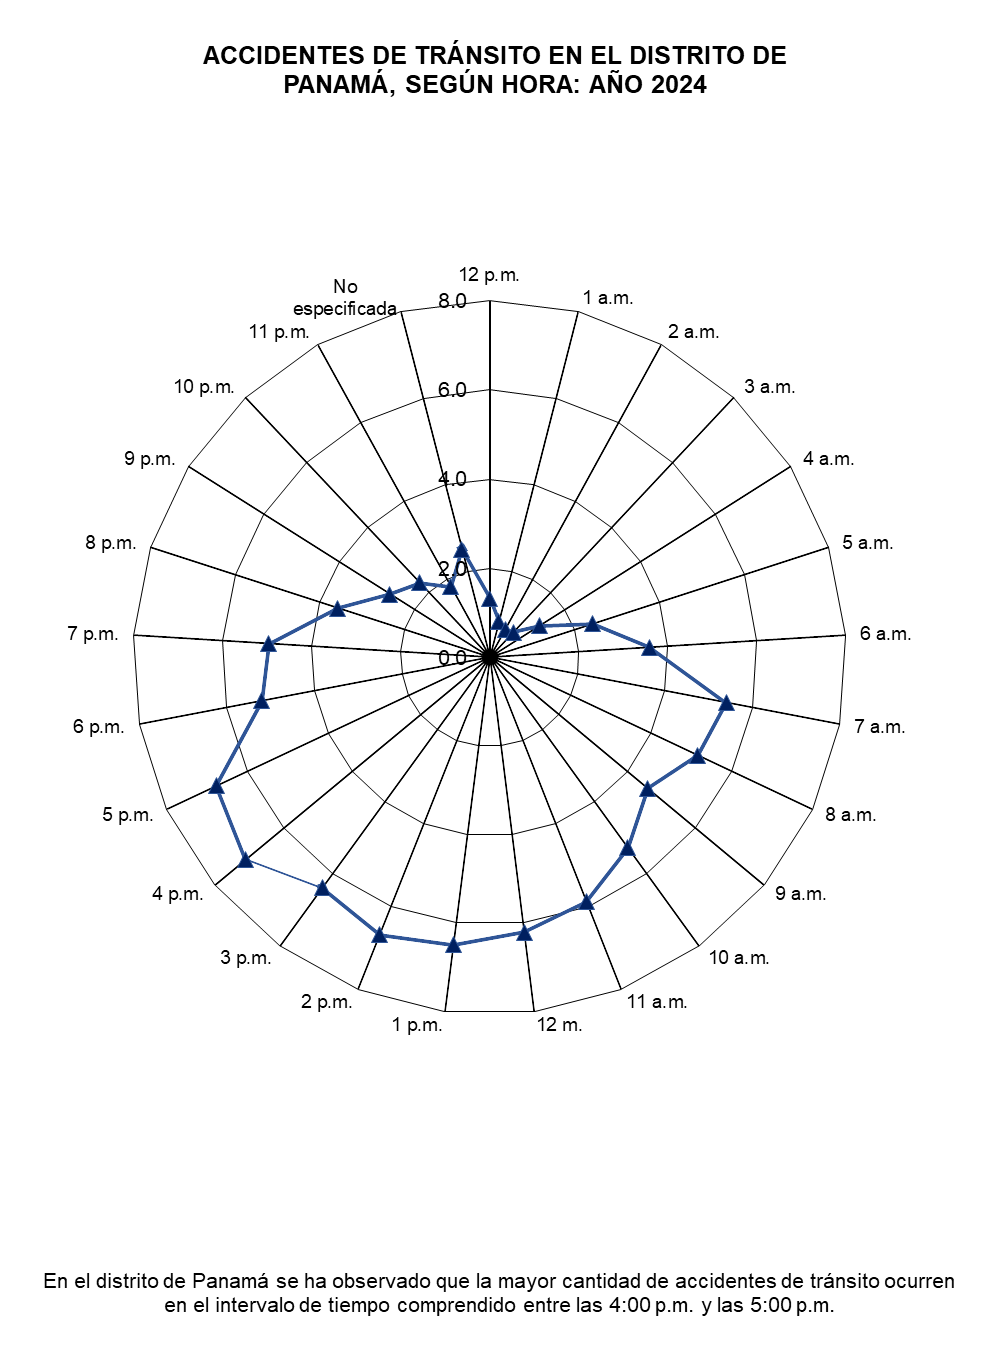 ACCIDENTES DE TRÁNSITO EN EL DISTRITO DE
PANAMÁ, SEGÚN HORA: AÑO 2024
12 p.m.
1 a.m.
2 a.m.
3 a.m.
4 a.m.
5 a.m.
6 a.m.
7 a.m.
8 a.m.
9 a.m.
10 a.m.
11 a.m.
12 m.
1 p.m.
2 p.m.
3 p.m.
4 p.m.
5 p.m.
6 p.m.
7 p.m.
8 p.m.
9 p.m.
10 p.m.
11 p.m.
No
especificada
8.0
6.0
4.0
2.0
0.0
En el distrito de Panamá se ha observado que la mayor cantidad de accidentes de tránsito ocurren
en el intervalo de tiempo comprendido entre las 4:00 p.m. y las 5:00 p.m.